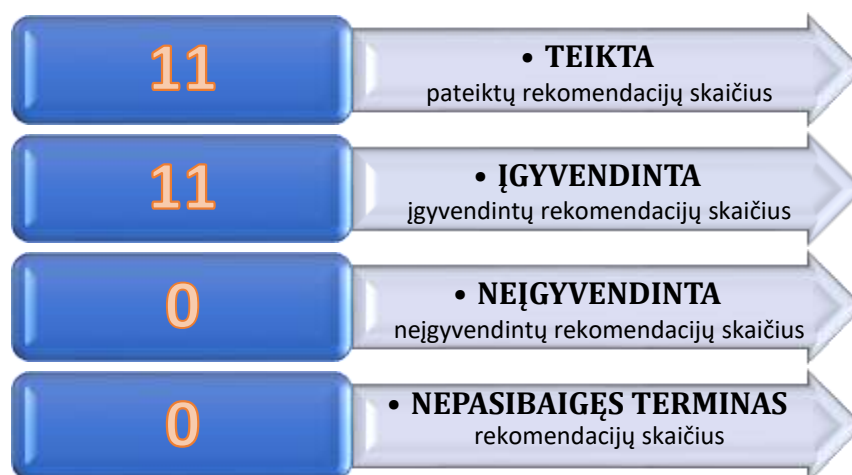 11
• TEIKTA
pateiktų rekomendacijų skaičius
11
• ĮGYVENDINTA
įgyvendintų rekomendacijų skaičius
0
• NEĮGYVENDINTA
neįgyvendintų rekomendacijų skaičius
0
• NEPASIBAIGĘS TERMINAS
rekomendacijų skaičius